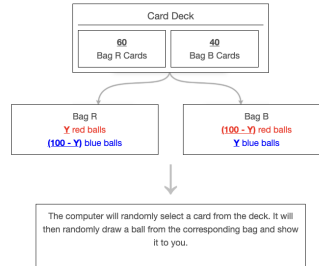 Card Deck
60
Bag R Cards
40
Bag B Cards
Bag R
Y red balls
(100 - Y) blue balls
Bag B
(100 - Y) red balls
Y blue balls
The computer will randomly select a card from the deck. It will
then randomly draw a ball from the corresponding bag and show
it to you.